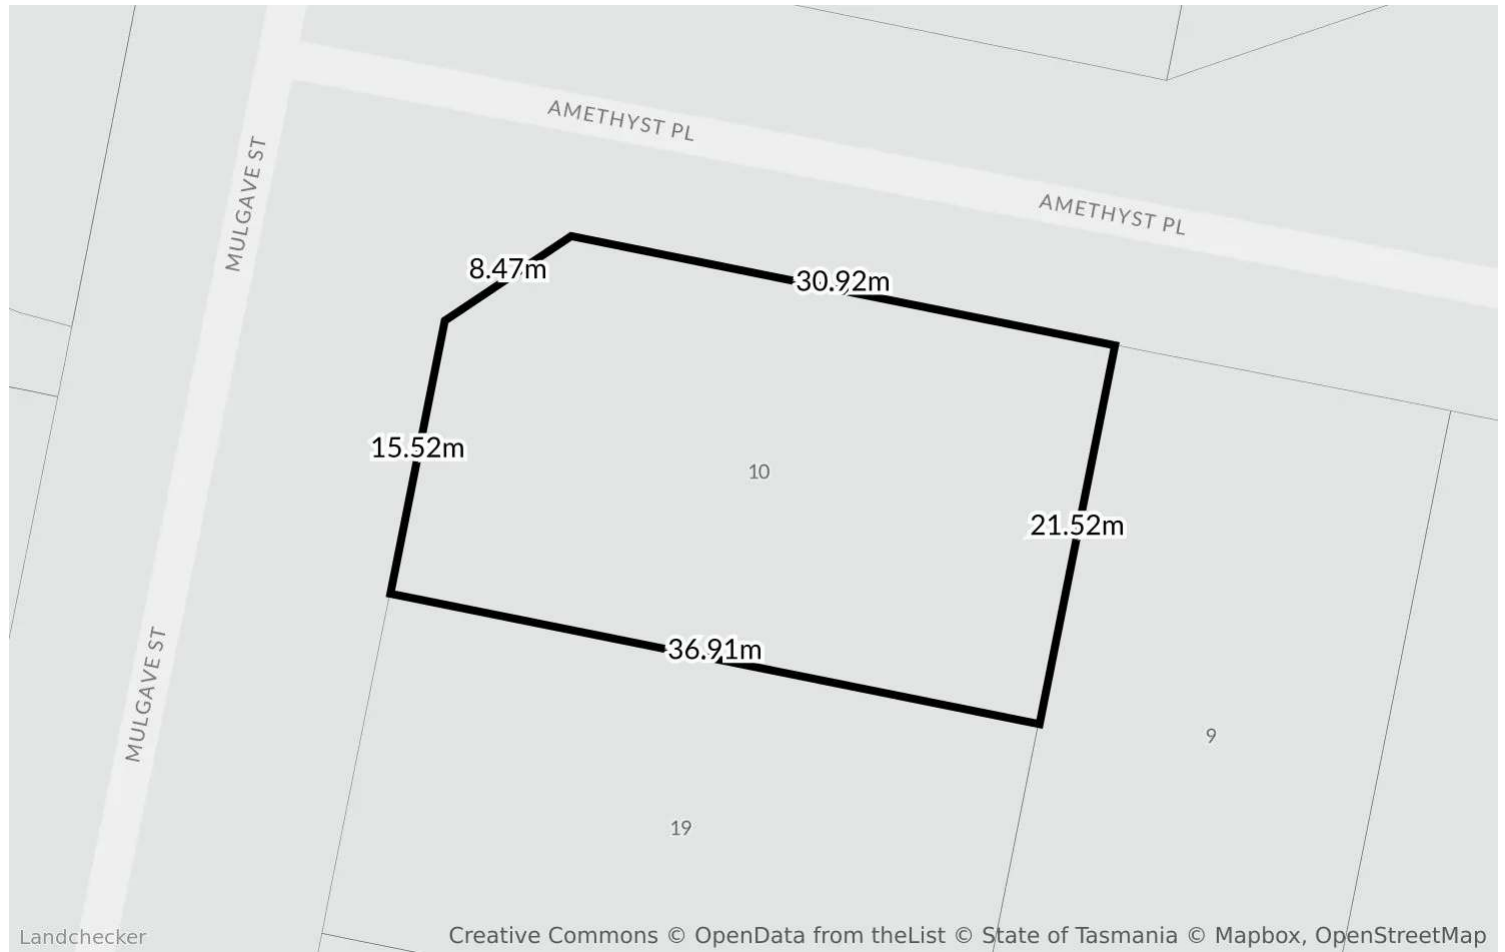 AMETHYST PL
MULGAVE ST
AMETHYST PL
8.47m
30.92m
15.52m
10
21.52m
36.91m
MULGAVE ST
9
19
Landchecker
Creative Commons © OpenData from theList © State of Tasmania © Mapbox, OpenStreetMap